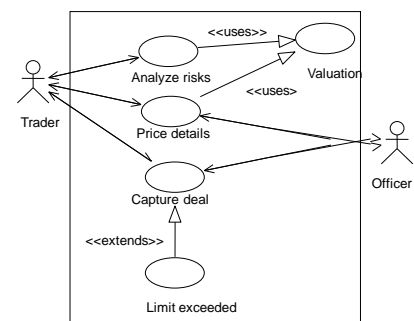 <<uses>>
Analyze risks
Valuation
<<uses>
Trader
Price details
Officer
Capture deal
<<extends>>
Limit exceeded